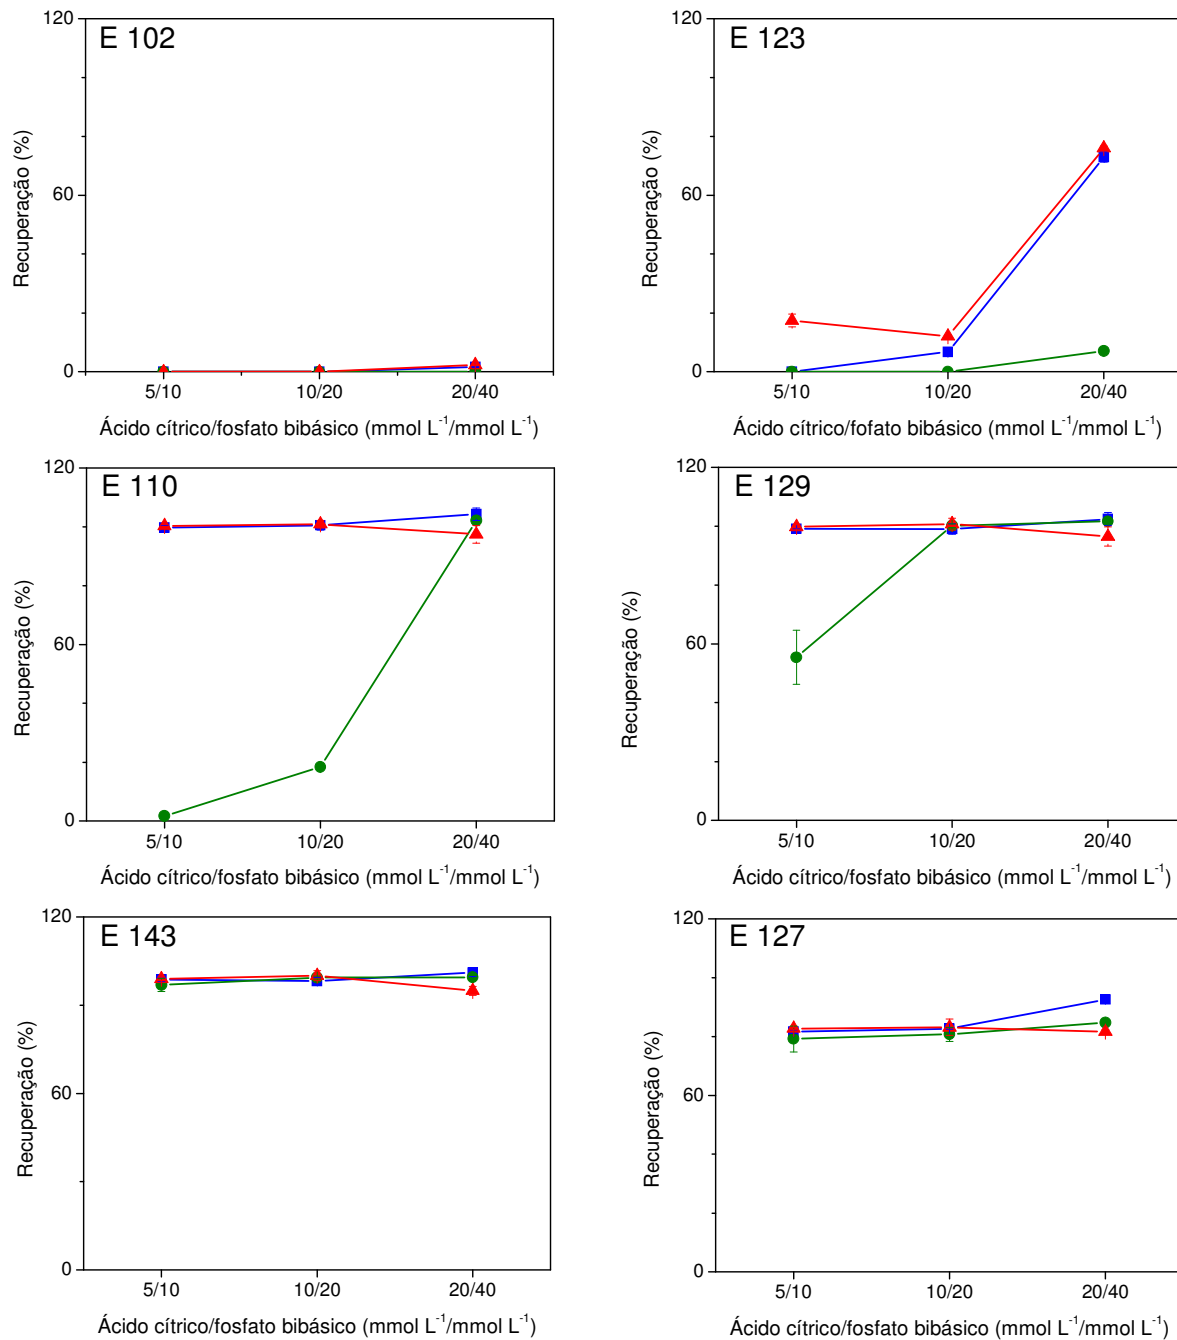 E 102
120
60
0
Recuperação (%)
5/10 10/20 20/40
Ácido cítrico/fosfato bibásico (mmol L⁻¹/mmol L⁻¹)
E 123
120
60
0
Recuperação (%)
5/10 10/20 20/40
Ácido cítrico/fofato bibásico (mmol L⁻¹/mmol L⁻¹)
E 110
120
60
0
Recuperação (%)
5/10 10/20 20/40
Ácido cítrico/fosfato bibásico (mmol L⁻¹/mmol L⁻¹)
E 129
120
60
0
Recuperação (%)
5/10 10/20 20/40
Ácido cítrico/fosfato bibásico (mmol L⁻¹/mmol L⁻¹)
E 143
120
60
0
Recuperação (%)
5/10 10/20 20/40
Ácido cítrico/fosfato bibásico (mmol L⁻¹/mmol L⁻¹)
E 127
120
60
0
Recuperação (%)
5/10 10/20 20/40
Ácido cítrico/fosfato bibásico (mmol L⁻¹/mmol L⁻¹)